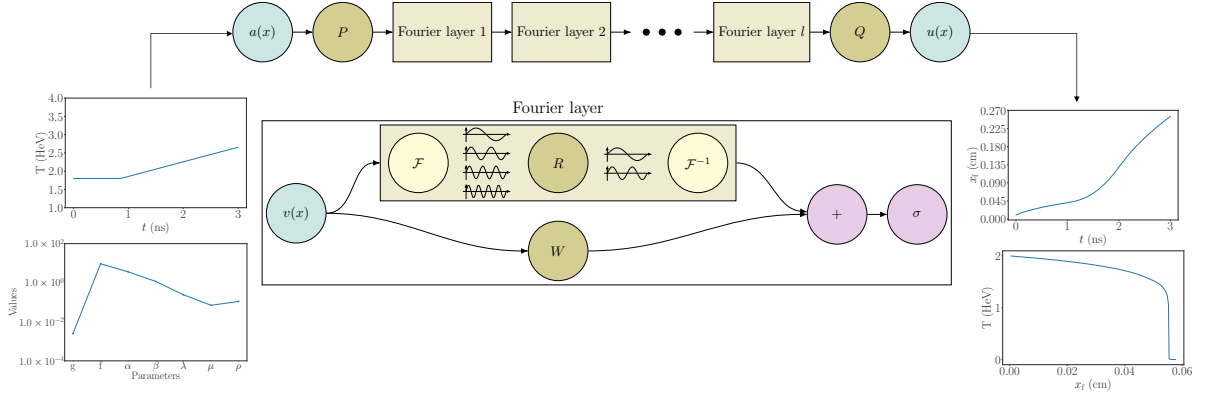 a(x) P Fourier layer 1 Fourier layer 2 • • • Fourier layer l Q u(x)
Fourier layer
v(x) ℱ R ℱ⁻¹ + σ
W
T (HeV)
4.0
3.5
3.0
2.5
2.0
1.5
1.0
0 1 2 3
t (ns)
Values
1.0 × 10²
1.0 × 10⁰
1.0 × 10⁻²
1.0 × 10⁻⁴
g f α β λ μ ρ
Parameters
x_f (cm)
0.270
0.225
0.180
0.135
0.090
0.045
0.000
0 1 2 3
t (ns)
T (HeV)
2
1
0
0.00 0.02 0.04 0.06
x_f (cm)